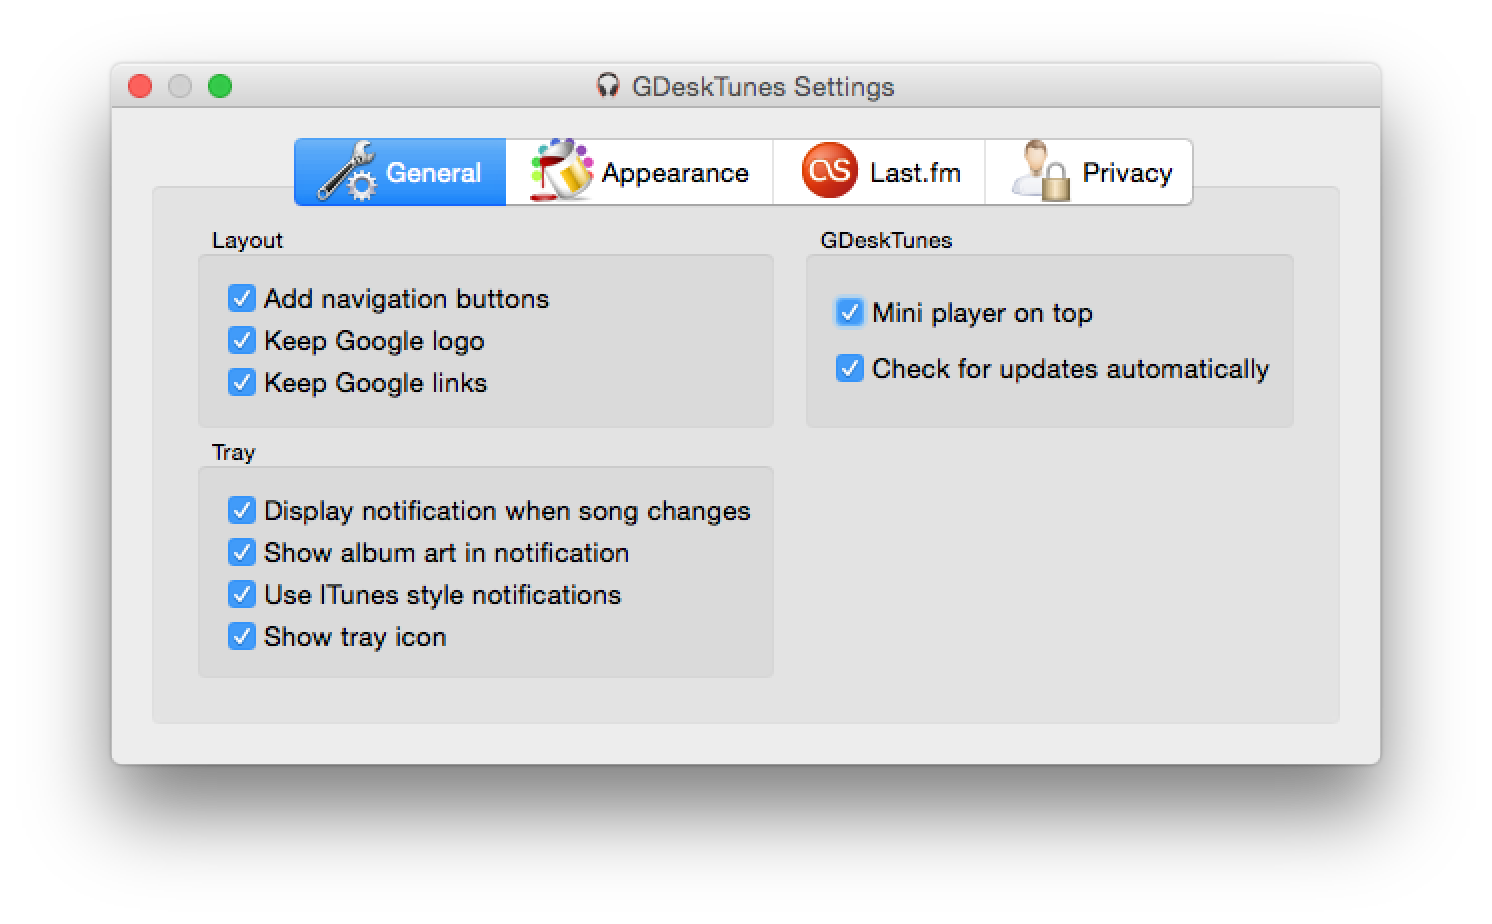 GDeskTunes Settings
General
Appearance
Last.fm
Privacy
Layout
Add navigation buttons
Keep Google logo
Keep Google links
GDeskTunes
Mini player on top
Check for updates automatically
Tray
Display notification when song changes
Show album art in notification
Use ITunes style notifications
Show tray icon